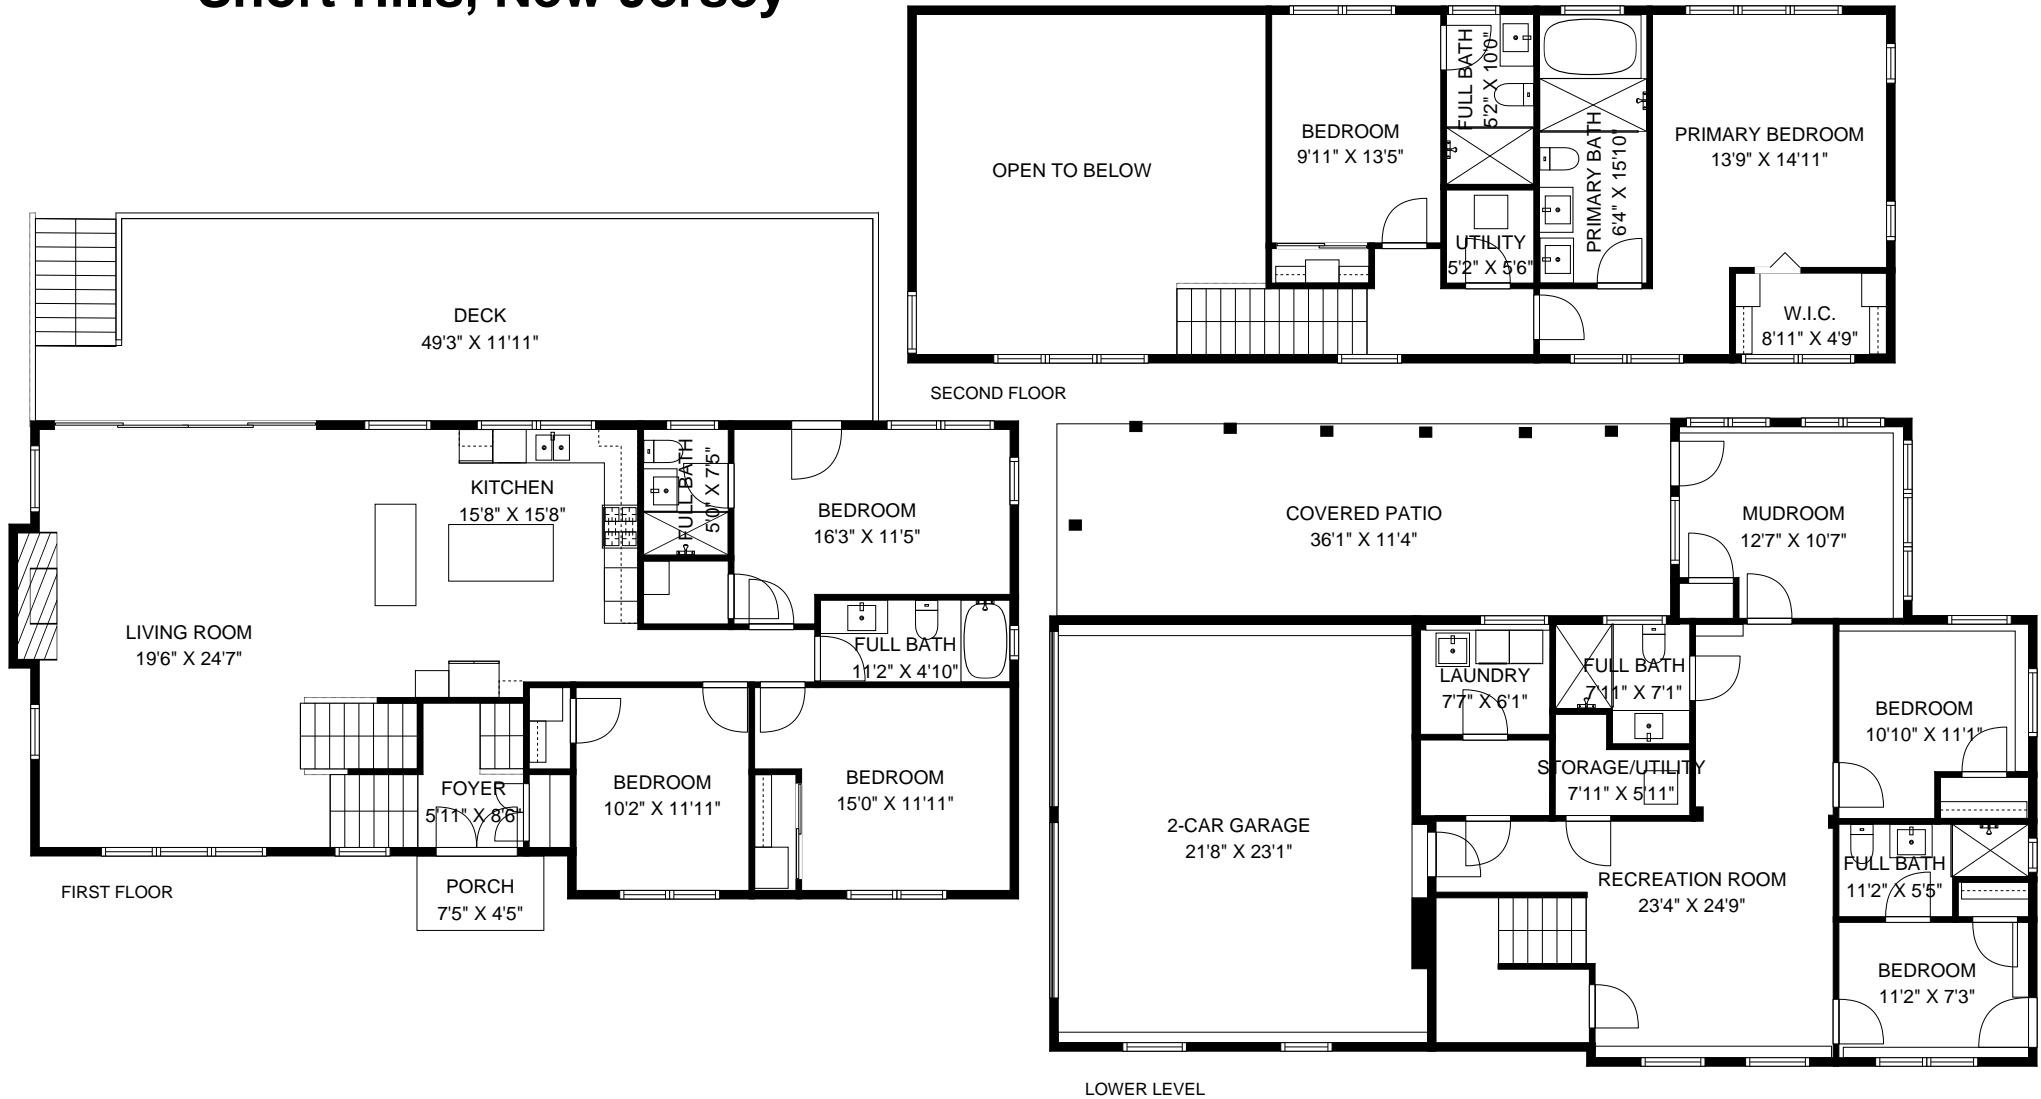 Short Hills, New Jersey
OPEN TO BELOW
BEDROOM
9'11" X 13'5"
FULL BATH
5'2" X 10'0"
UTILITY
5'2" X 5'6"
PRIMARY BATH
6'4" X 15'10"
PRIMARY BEDROOM
13'9" X 14'11"
W.I.C.
8'11" X 4'9"
SECOND FLOOR
DECK
49'3" X 11'11"
KITCHEN
15'8" X 15'8"
FULL BATH
5'0" X 7'5"
BEDROOM
16'3" X 11'5"
LIVING ROOM
19'6" X 24'7"
FULL BATH
11'2" X 4'10"
FOYER
5'11" X 8'6"
BEDROOM
10'2" X 11'11"
BEDROOM
15'0" X 11'11"
PORCH
7'5" X 4'5"
FIRST FLOOR
COVERED PATIO
36'1" X 11'4"
MUDROOM
12'7" X 10'7"
LAUNDRY
7'7" X 6'1"
FULL BATH
7'11" X 7'1"
BEDROOM
10'10" X 11'1"
STORAGE/UTILITY
7'11" X 5'11"
2-CAR GARAGE
21'8" X 23'1"
RECREATION ROOM
23'4" X 24'9"
FULL BATH
11'2" X 5'5"
BEDROOM
11'2" X 7'3"
LOWER LEVEL